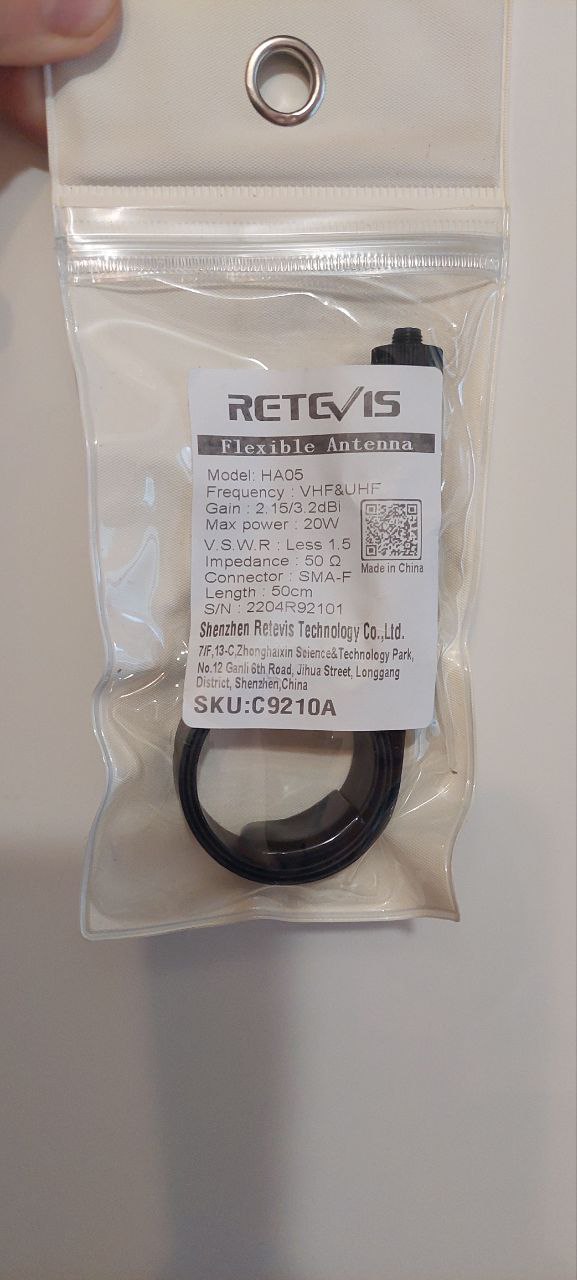 RETEVIS
Flexible Antenna
Model: HA05
Frequency : VHF&UHF
Gain : 2.15/3.2dBi
Max power : 20W
V.S.W.R : Less 1.5
Impedance : 50 Ω
Connector : SMA-F
Length : 50cm
S/N : 2204R92101
Made in China
Shenzhen Retevis Technology Co.,Ltd.
7/F,13-C,Zhonghaixin Science&Technology Park,
No.12 Ganli 6th Road, Jihua Street, Longgang
District, Shenzhen,China
SKU:C9210A